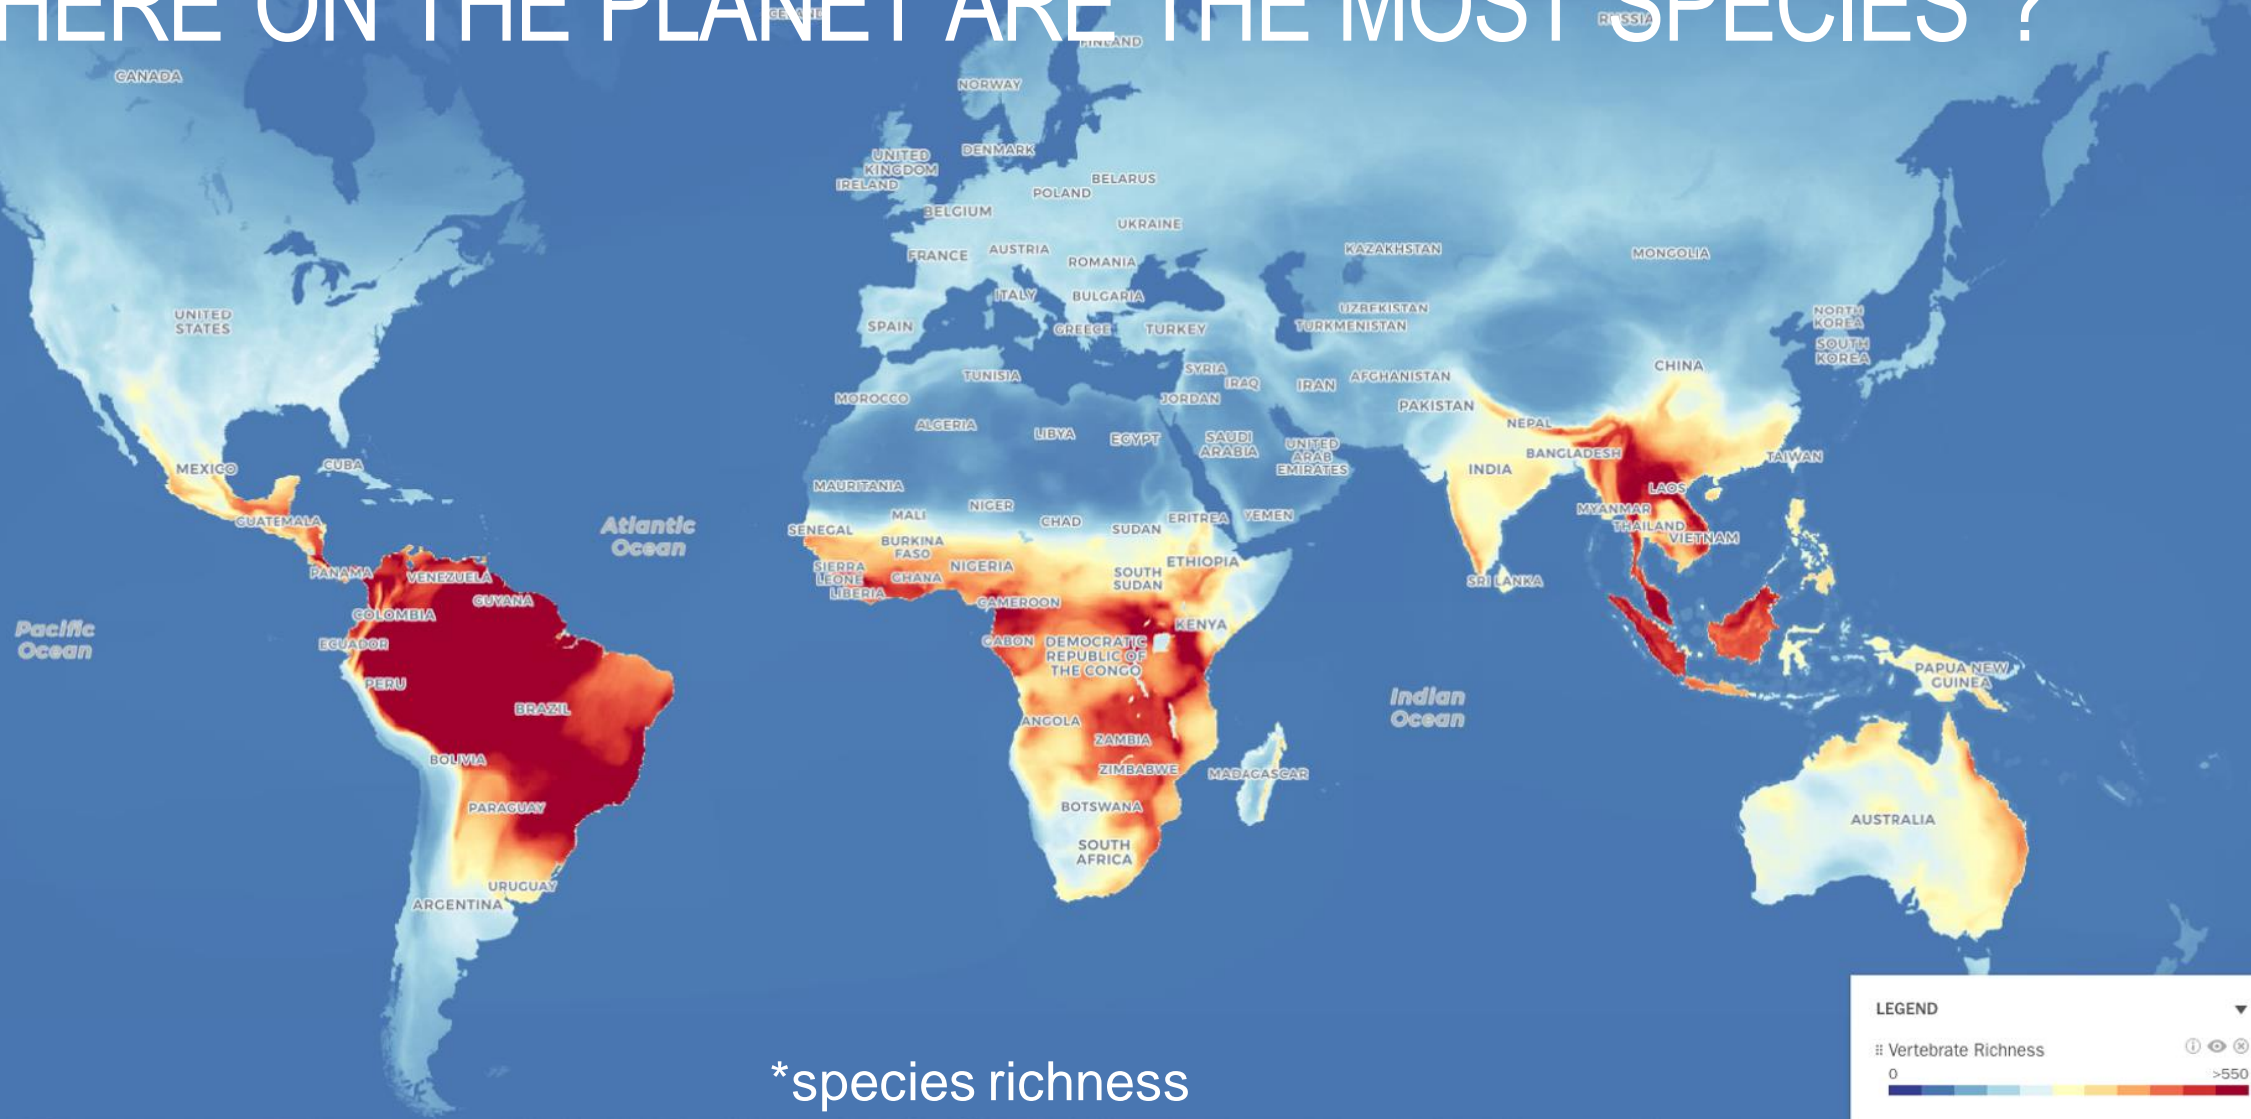 HERE ON THE PLANET ARE THE MOST SPECIES ?
RUSSIA
FINLAND
CANADA
NORWAY
UNITED
KINGDOM
DENMARK
IRELAND
BELARUS
POLAND
BELGIUM
UKRAINE
FRANCE
AUSTRIA
ROMANIA
KAZAKHSTAN
MONGOLIA
ITALY
BULGARIA
UNITED
STATES
SPAIN
GREECE
TURKEY
UZBEKISTAN
TURKMENISTAN
NORTH
KOREA
SOUTH
KOREA
TUNISIA
SYRIA
IRAQ
IRAN
AFGHANISTAN
CHINA
MOROCCO
JORDAN
PAKISTAN
ALGERIA
LIBYA
EGYPT
SAUDI
ARABIA
UNITED
ARAB
EMIRATES
NEPAL
BANGLADESH
TAIWAN
MEXICO
CUBA
INDIA
MAURITANIA
NIGER
LAOS
GUATEMALA
Atlantic
Ocean
SENEGAL
MALI
CHAD
SUDAN
ERITREA
YEMEN
MYANMAR
THAILAND
VIETNAM
BURKINA
FASO
PANAMA
VENEZUELA
SIERRA
LEONE
GHANA
NIGERIA
SOUTH
SUDAN
ETHIOPIA
SRI LANKA
LIBERIA
GUYANA
COLOMBIA
CAMEROON
Pacific
Ocean
ECUADOR
GABON
DEMOCRATIC
REPUBLIC OF
THE CONGO
KENYA
PERU
BRAZIL
Indian
Ocean
PAPUA NEW
GUINEA
ANGOLA
ZAMBIA
BOLIVIA
ZIMBABWE
MADAGASCAR
PARAGUAY
BOTSWANA
AUSTRALIA
SOUTH
AFRICA
URUGUAY
ARGENTINA
LEGEND
Vertebrate Richness
0 >550
*species richness